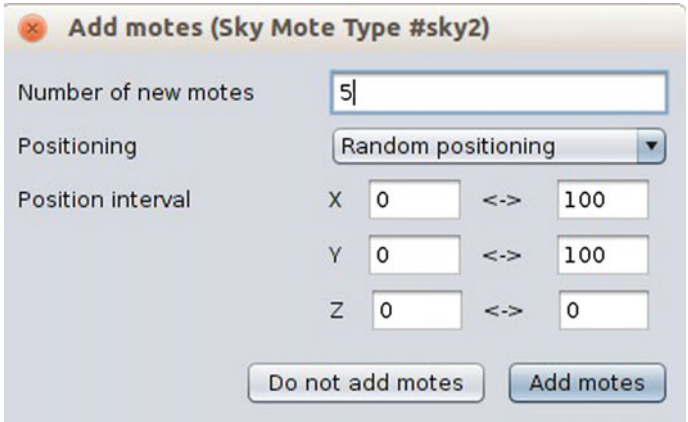 Add motes (Sky Mote Type #sky2)
Number of new motes 5
Positioning Random positioning
Position interval X 0 <-> 100
Y 0 <-> 100
Z 0 <-> 0
Do not add motes Add motes